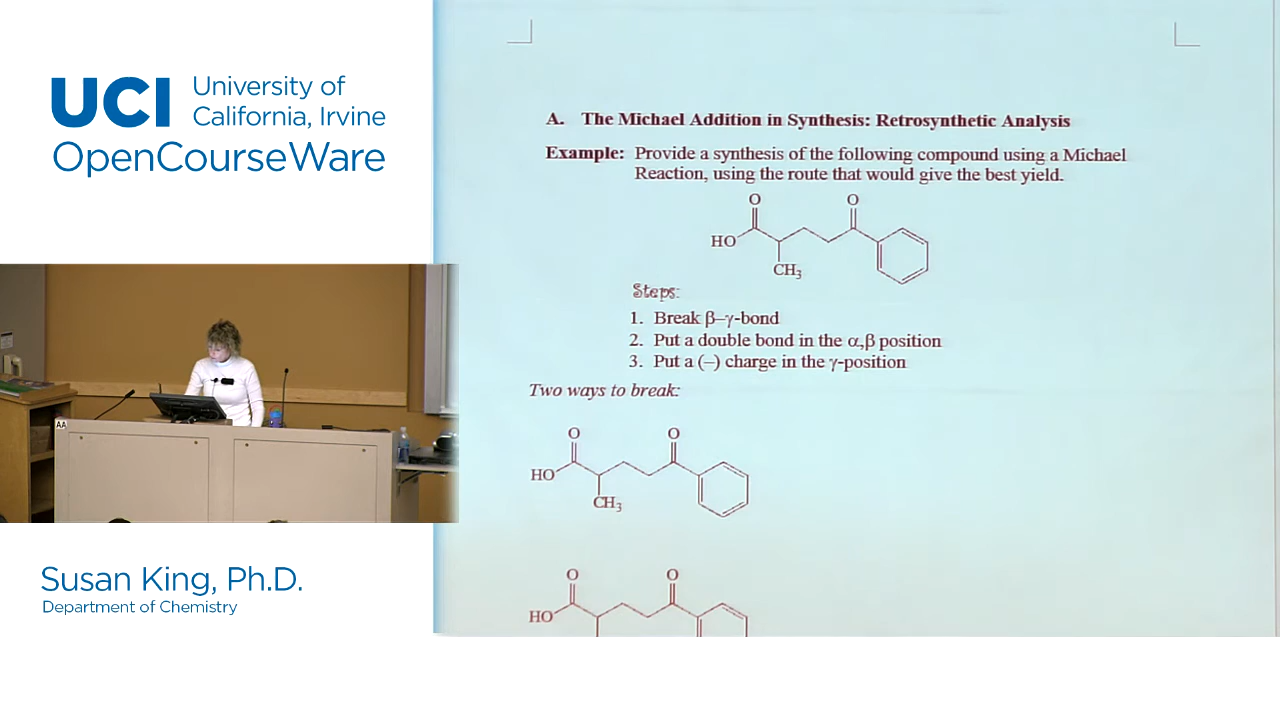 UCI University of
California, Irvine
OpenCourseWare
AA
Susan King, Ph.D.
Department of Chemistry
A. The Michael Addition in Synthesis: Retrosynthetic Analysis
Example: Provide a synthesis of the following compound using a Michael
Reaction, using the route that would give the best yield.
O O
HO
CH₃
Steps:
1. Break β–γ-bond
2. Put a double bond in the α,β position
3. Put a (–) charge in the γ-position
Two ways to break:
O O
HO
CH₃
O O
HO